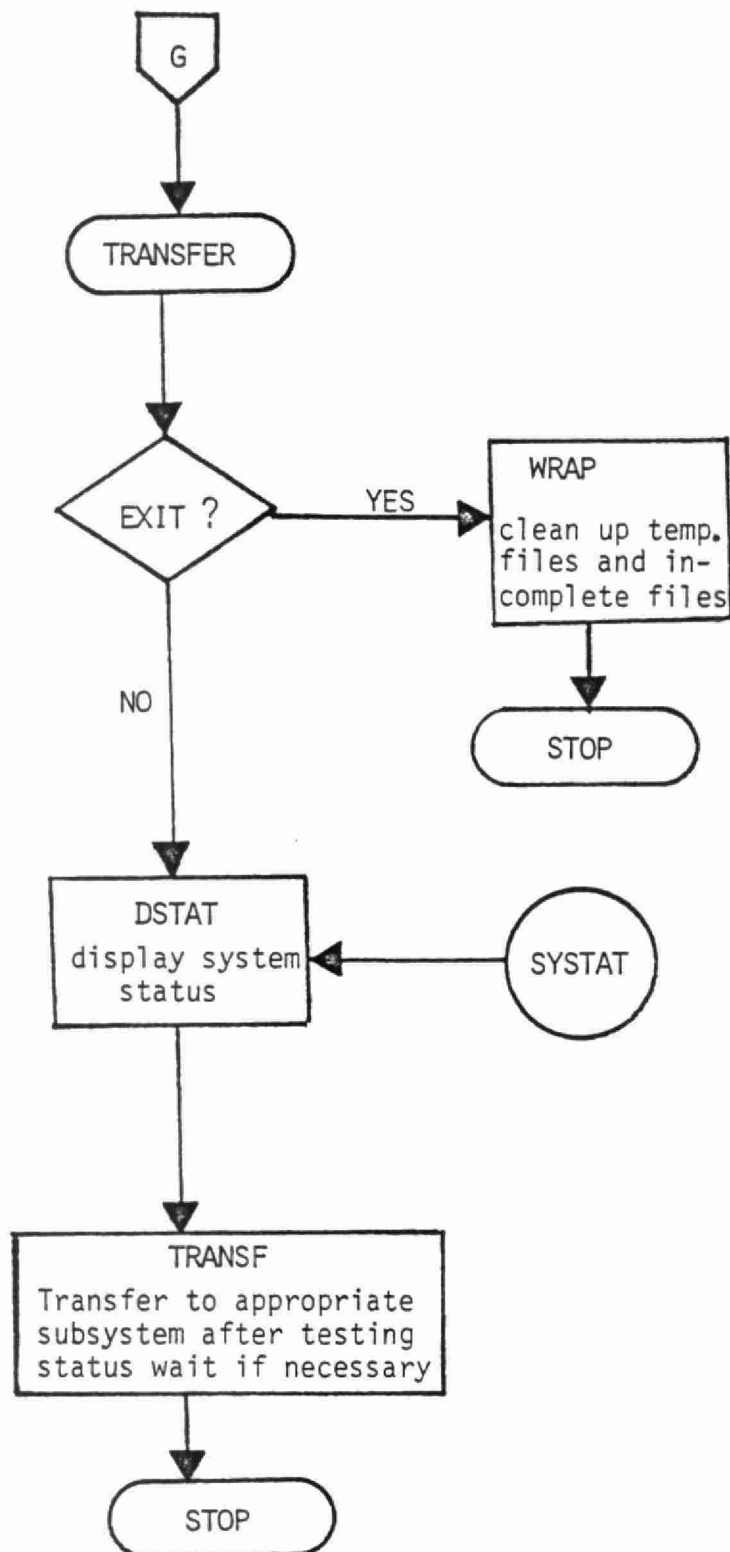 G
TRANSFER
EXIT ?
YES
WRAP
clean up temp.
files and in-
complete files
NO
STOP
DSTAT
display system
status
SYSTAT
TRANSF
Transfer to appropriate
subsystem after testing
status wait if necessary
STOP